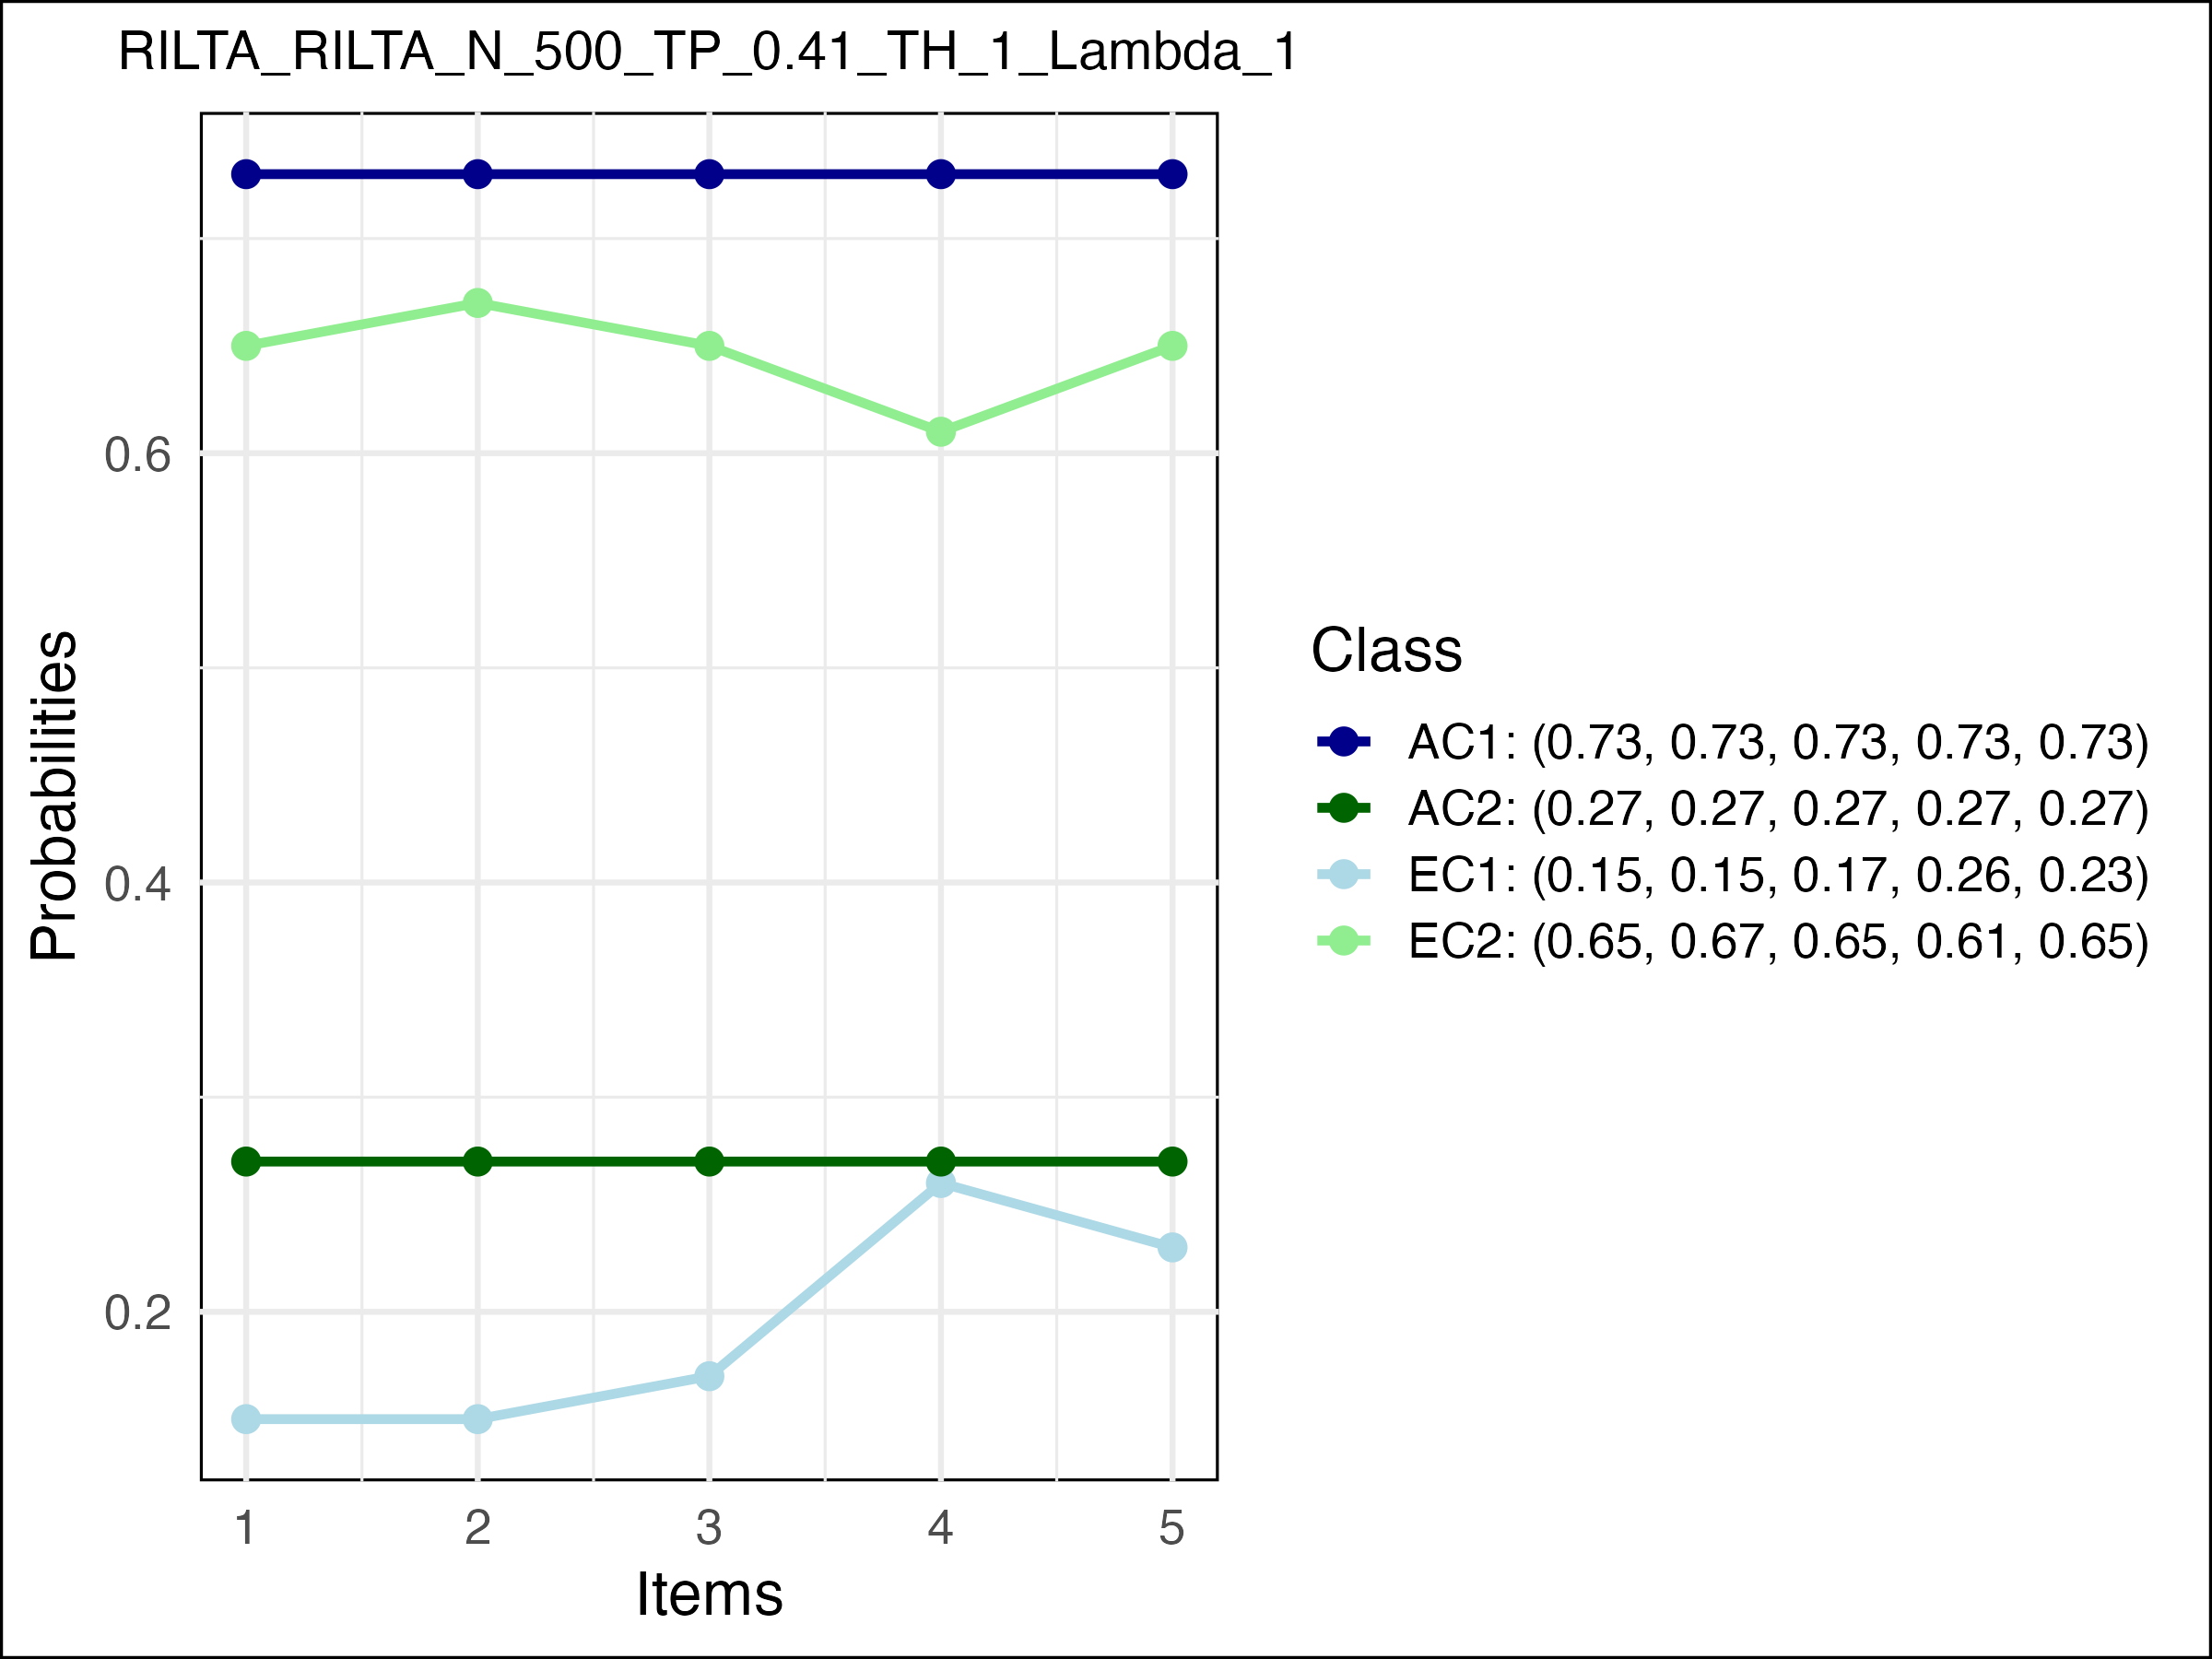 RILTA_RILTA_N_500_TP_0.41_TH_1_Lambda_1
0.6
0.4
0.2
Probabilities
1 2 3 4 5
Items
Class
AC1: (0.73, 0.73, 0.73, 0.73, 0.73)
AC2: (0.27, 0.27, 0.27, 0.27, 0.27)
EC1: (0.15, 0.15, 0.17, 0.26, 0.23)
EC2: (0.65, 0.67, 0.65, 0.61, 0.65)